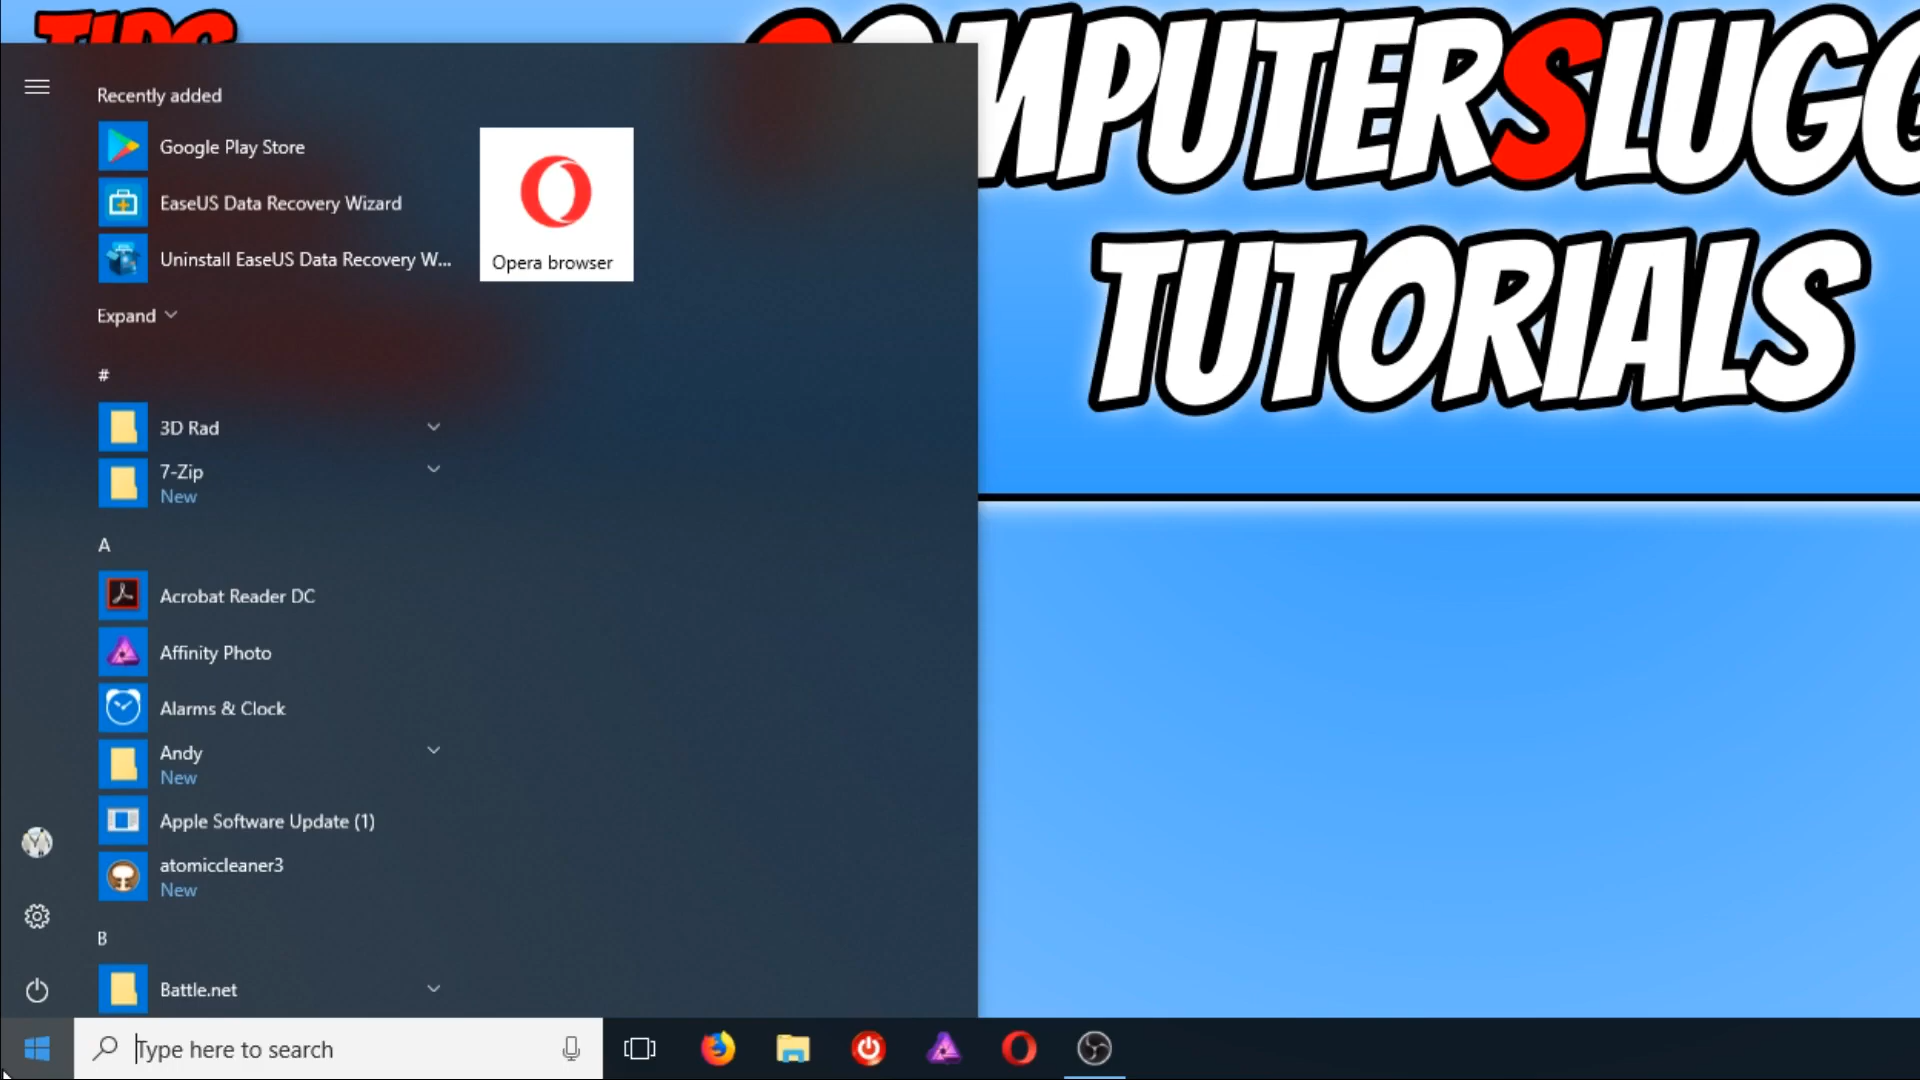 TIPS
COMPUTERSLUGG
TUTORIALS
Recently added
Google Play Store
EaseUS Data Recovery Wizard
Uninstall EaseUS Data Recovery W...
Expand
Opera browser
#
3D Rad
7-Zip
New
A
Acrobat Reader DC
Affinity Photo
Alarms & Clock
Andy
New
Apple Software Update (1)
atomiccleaner3
New
B
Battle.net
Type here to search